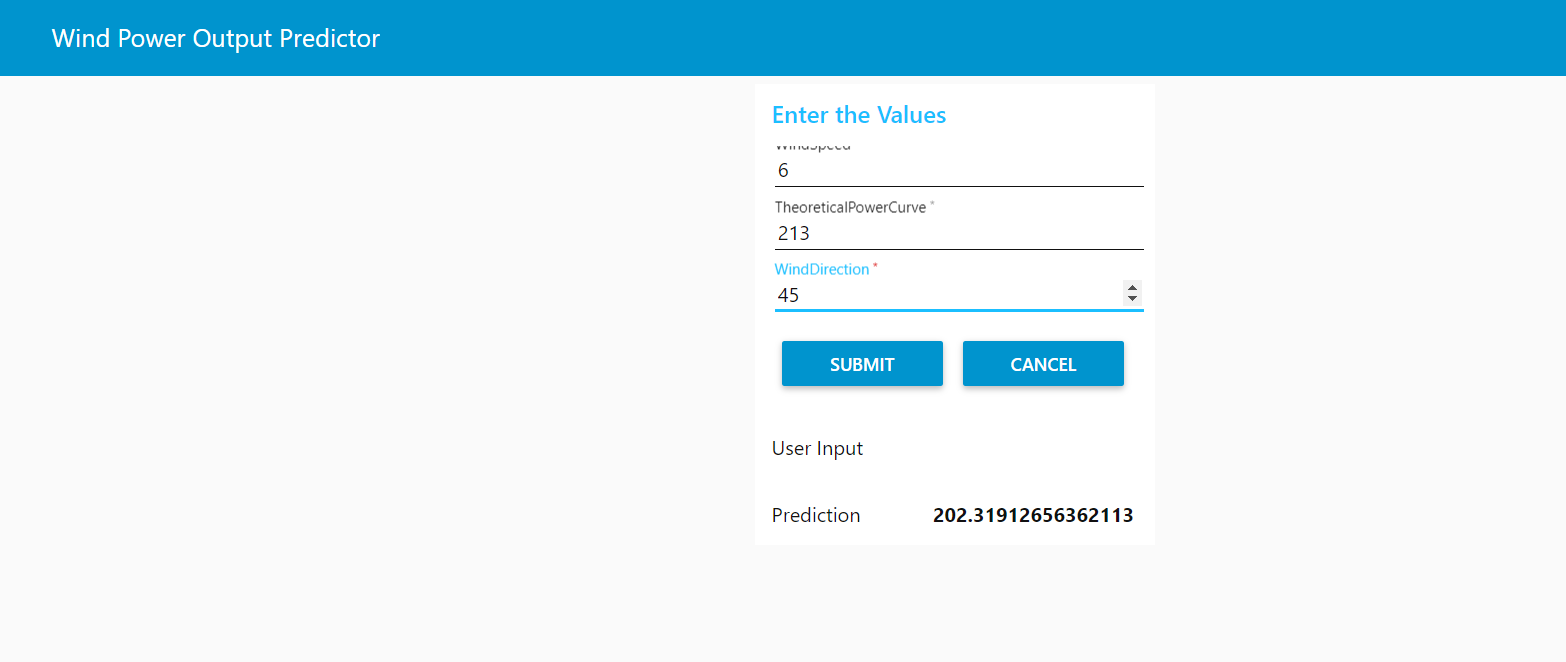 Wind Power Output Predictor
Enter the Values
WindSpeed
6
TheoreticalPowerCurve *
213
WindDirection *
45
SUBMIT CANCEL
User Input
Prediction 202.31912656362113